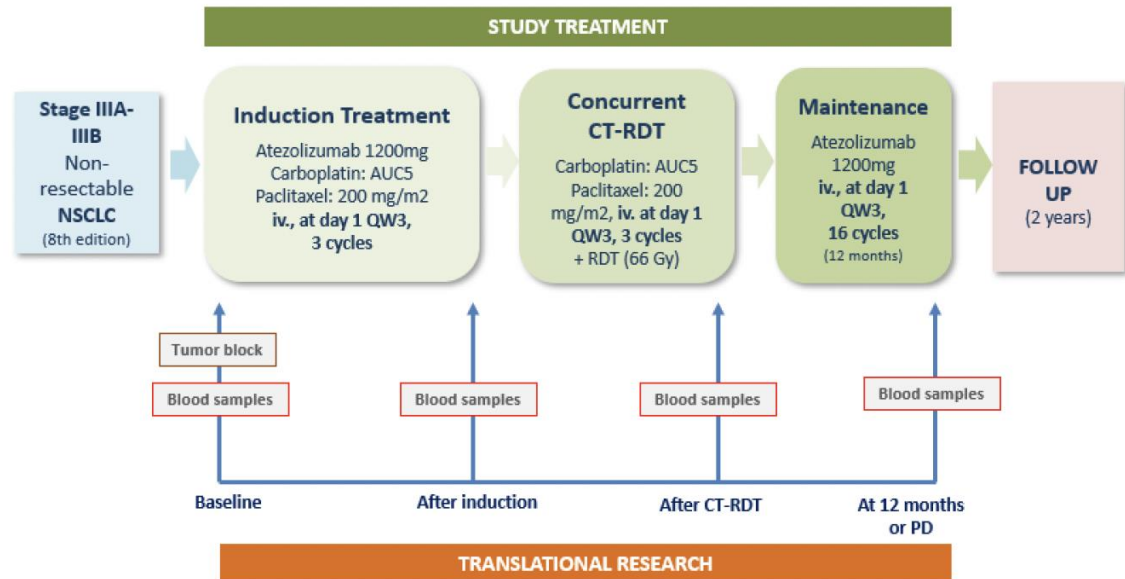 STUDY TREATMENT
Stage IIIA-
IIIB
Non-
resectable
NSCLC
(8th edition)
Induction Treatment
Atezolizumab 1200mg
Carboplatin: AUC5
Paclitaxel: 200 mg/m2
iv., at day 1 QW3,
3 cycles
Concurrent
CT-RDT
Carboplatin: AUC5
Paclitaxel: 200
mg/m2, iv. at day 1
QW3, 3 cycles
+ RDT (66 Gy)
Maintenance
Atezolizumab
1200mg
iv., at day 1
QW3,
16 cycles
(12 months)
FOLLOW
UP
(2 years)
Tumor block
Blood samples
Blood samples
Blood samples
Blood samples
Baseline
After induction
After CT-RDT
At 12 months
or PD
TRANSLATIONAL RESEARCH